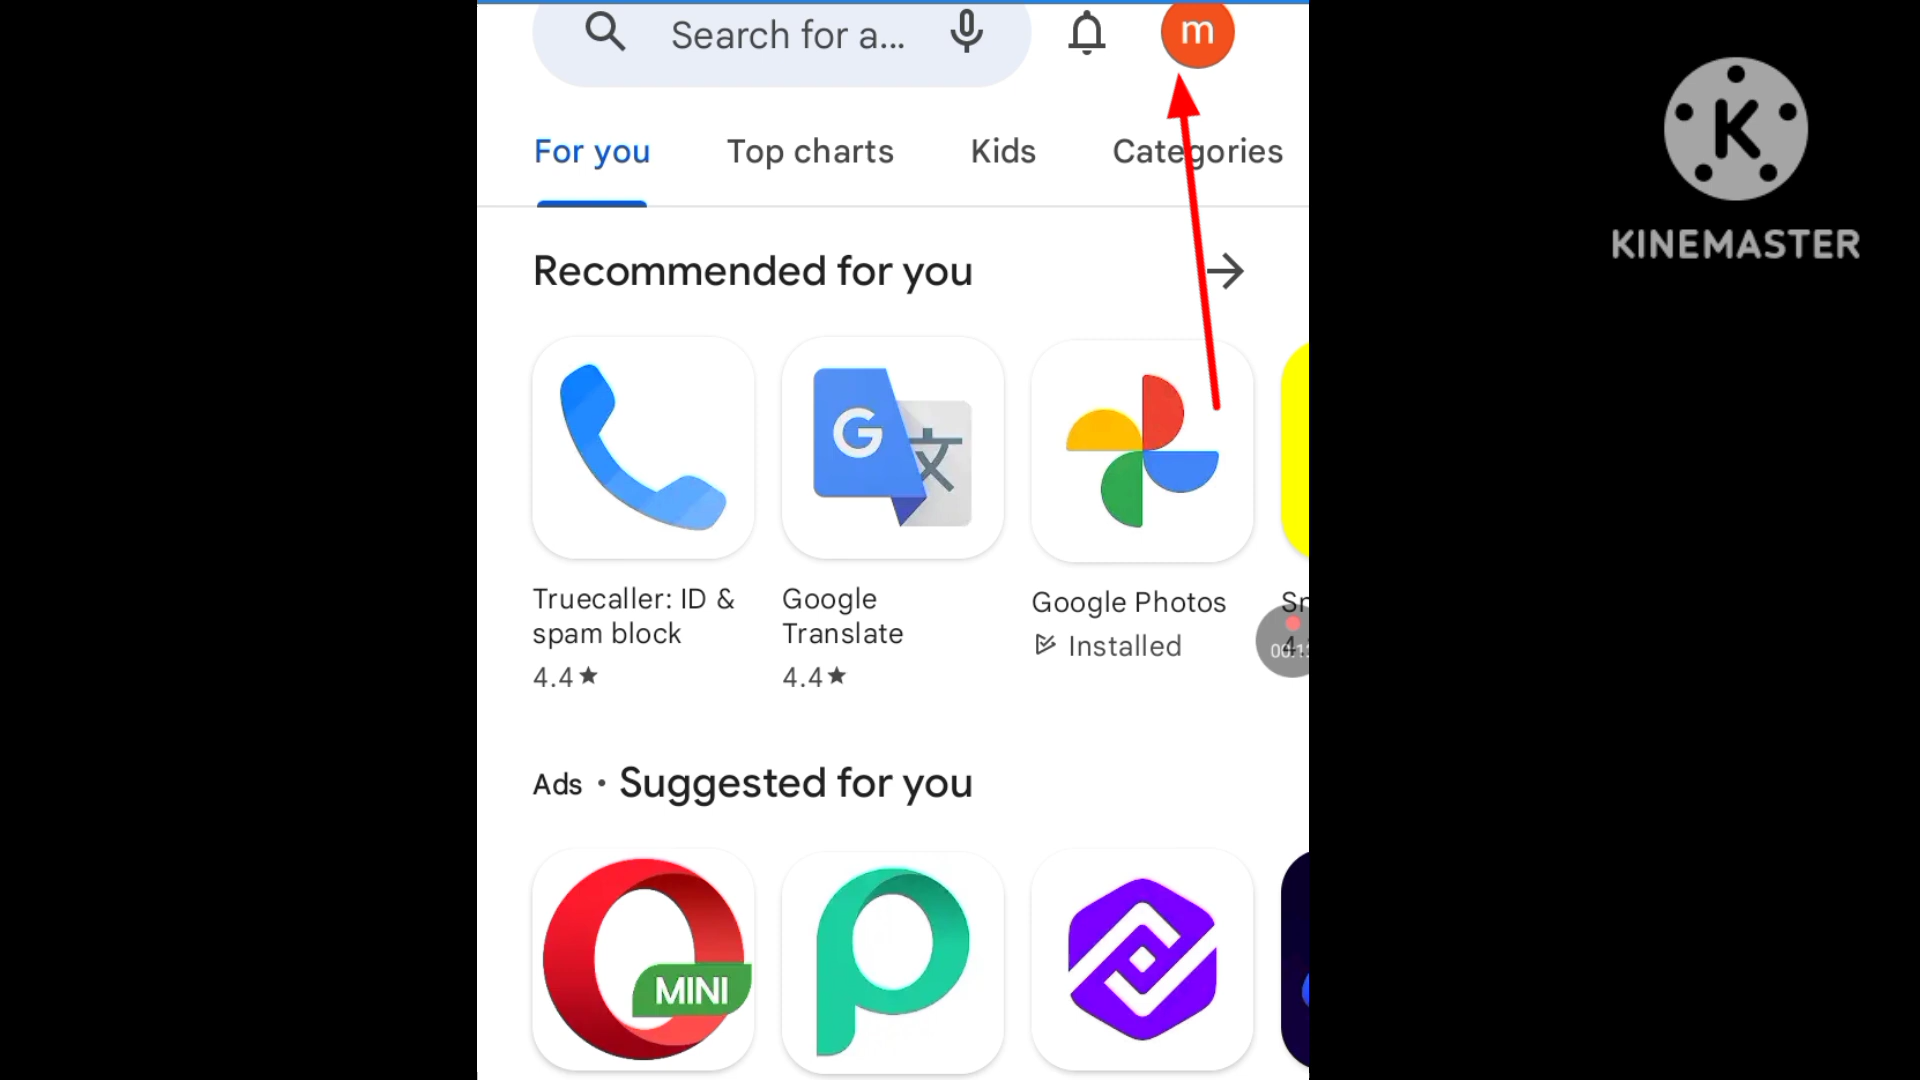 Search for a...
m
K
KINEMASTER
For you
Top charts
Kids
Categories
Recommended for you
G 文
Truecaller: ID &
spam block
4.4★
Google
Translate
4.4★
Google Photos
Installed
Ads • Suggested for you
MINI